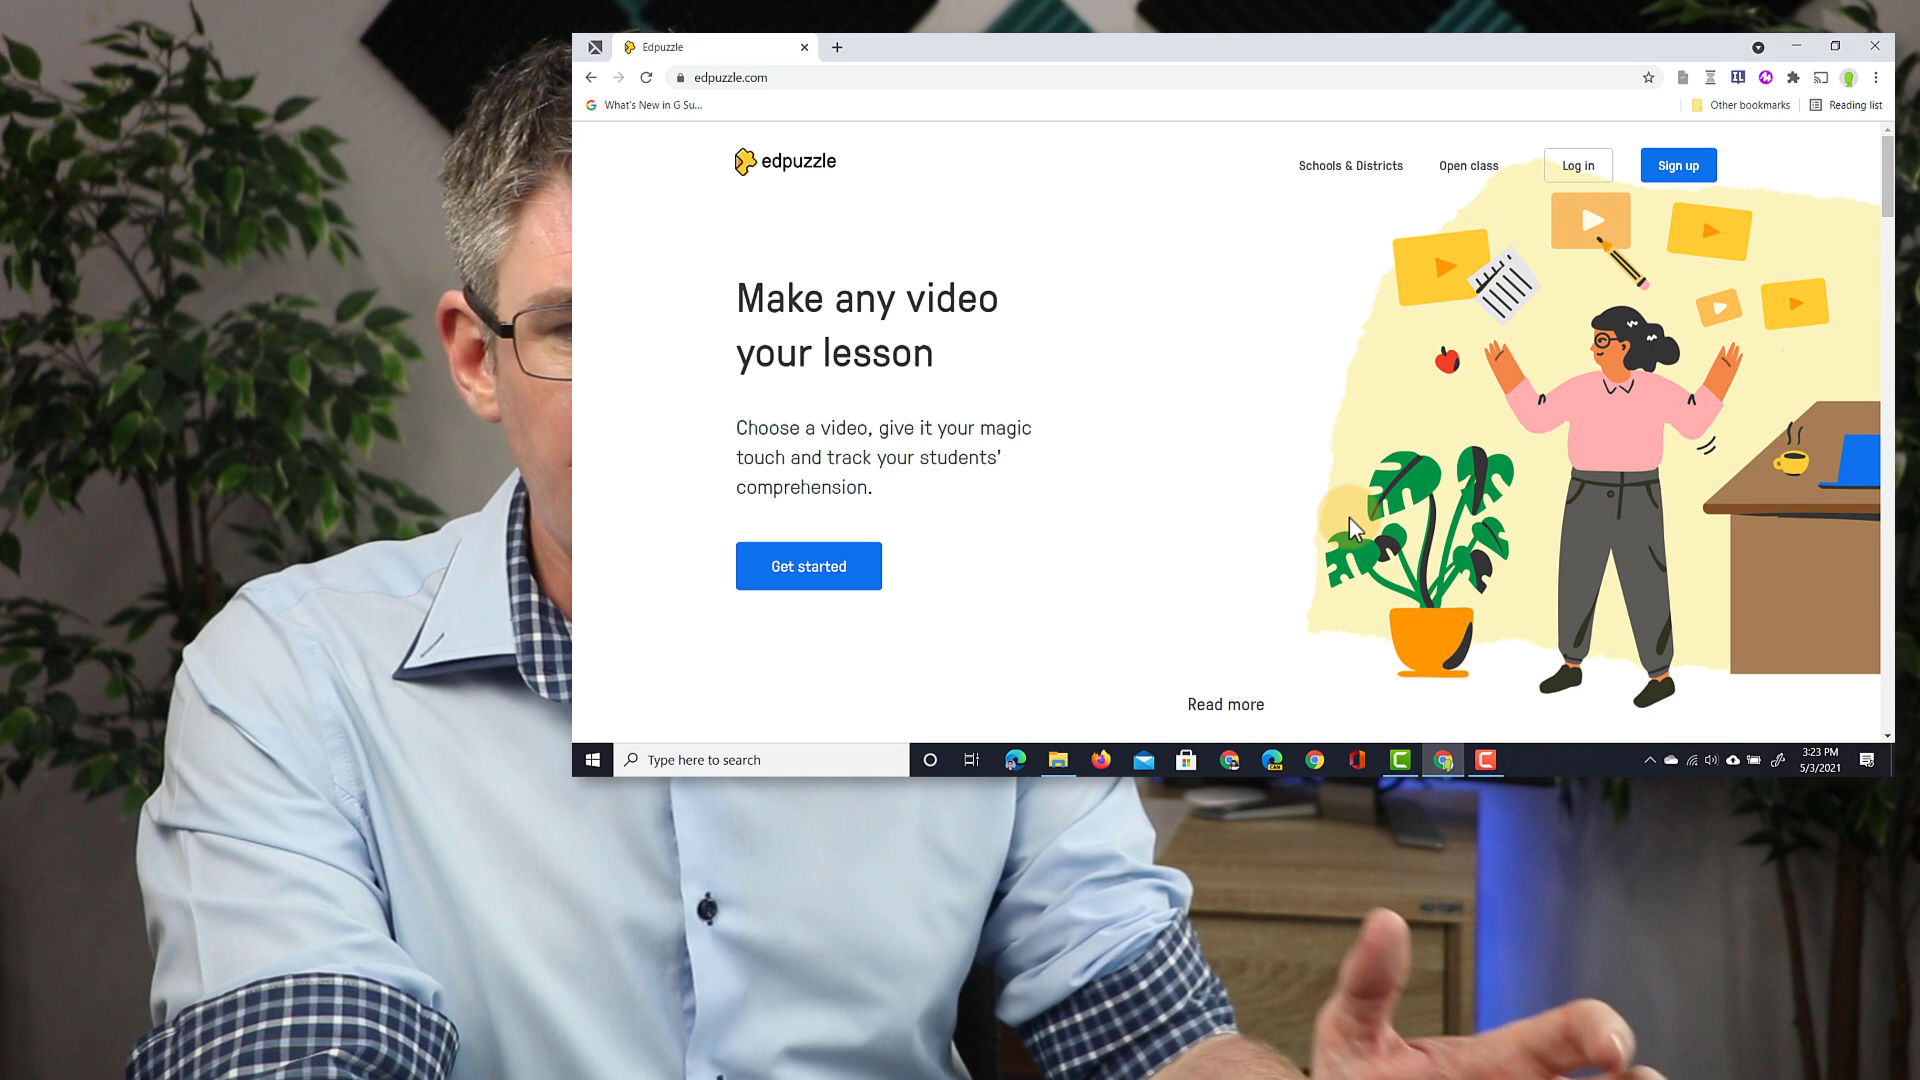 Edpuzzle
edpuzzle.com
What's New in G Su...
Other bookmarks
Reading list
edpuzzle
Schools & Districts
Open class
Log in
Sign up
Make any video
your lesson
Choose a video, give it your magic
touch and track your students'
comprehension.
Get started
Read more
Type here to search
3:23 PM
5/3/2021